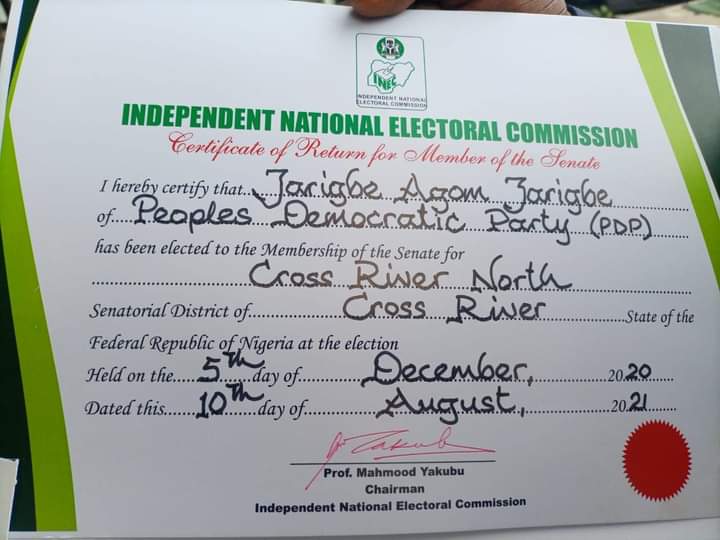 INEC
INDEPENDENT NATIONAL
ELECTORAL COMMISSION
INDEPENDENT NATIONAL ELECTORAL COMMISSION
Certificate of Return for Member of the Senate
I hereby certify that...Jarigbe Agom Jarigbe
of....Peoples Democratic Party (PDP)
has been elected to the Membership of the Senate for
Cross River North
Senatorial District of...Cross River...State of the
Federal Republic of Nigeria at the election
Held on the....5th...day of...December,...2020
Dated this....10th...day of...August,...2021
Prof. Mahmood Yakubu
Chairman
Independent National Electoral Commission